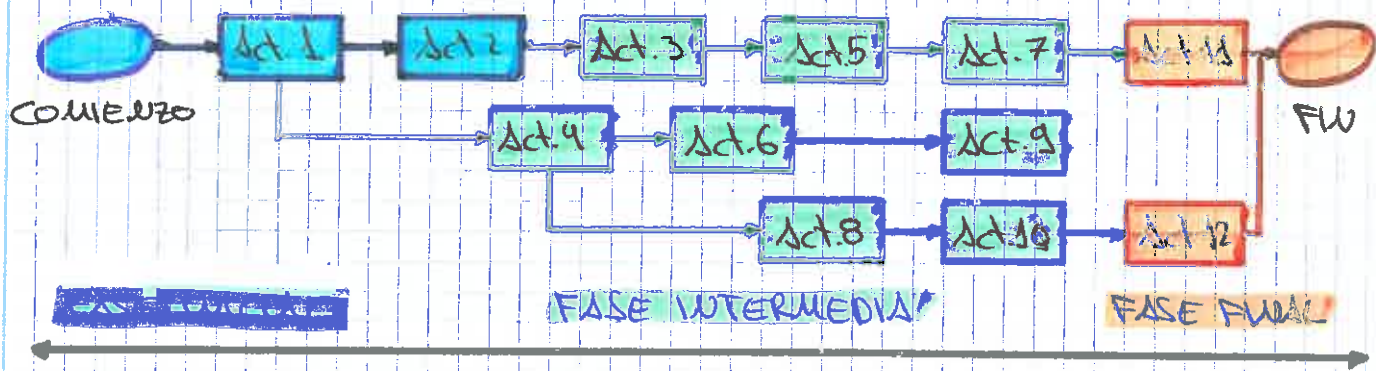 Act.1
Act 2
Act.3
Act.5
Act.7
Act 11
COMIENZO
FIN
Act.4
Act.6
Act.9
Act.8
Act.10
Act 12
FASE INTERMEDIA
FASE FINAL